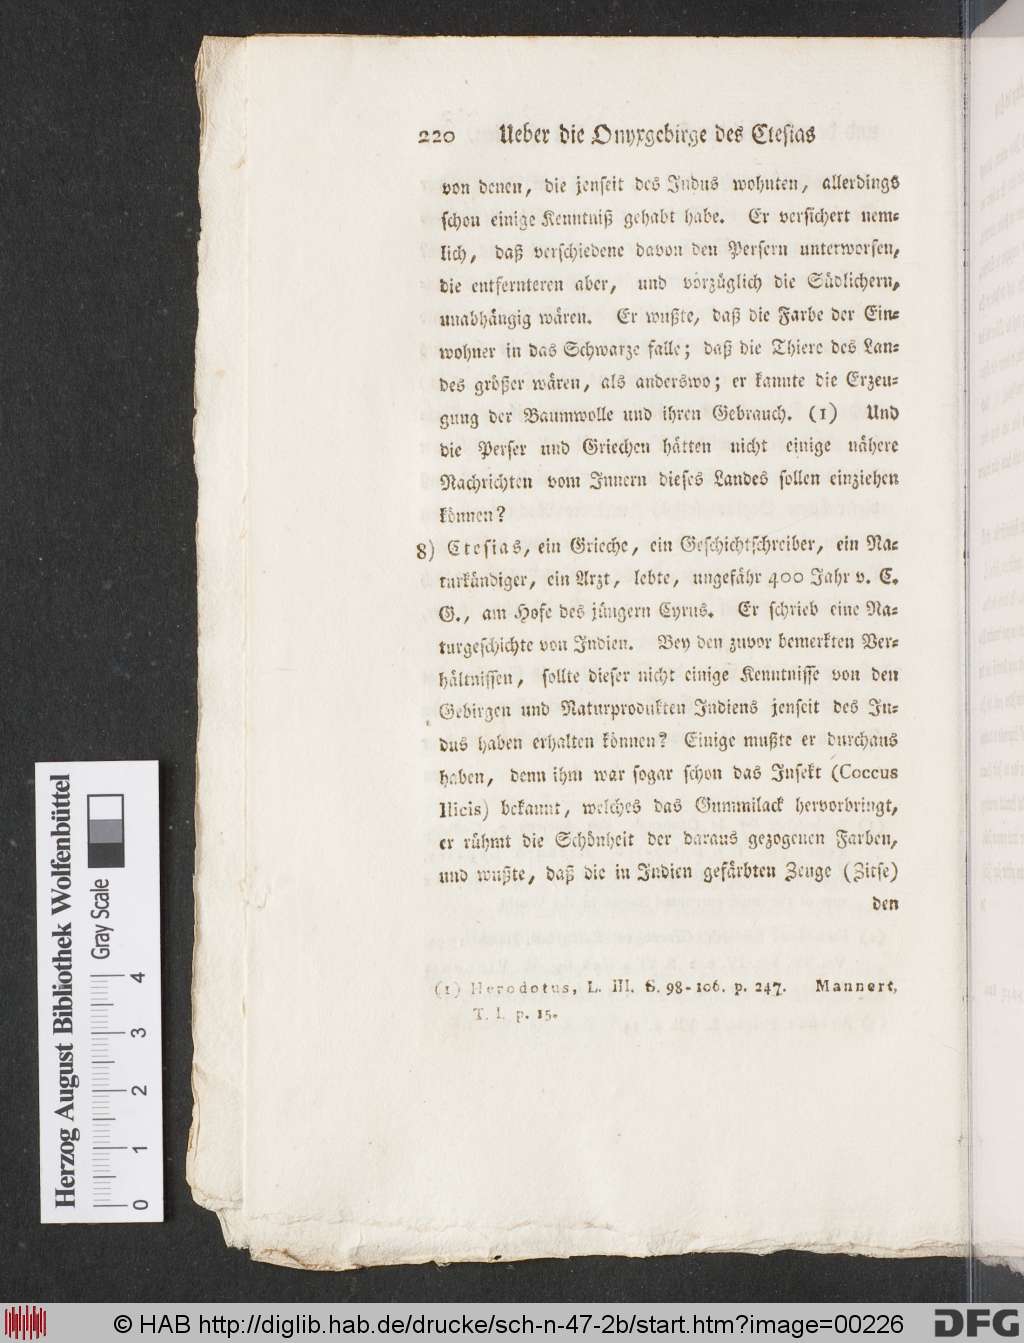 220 Ueber die Onyxgebirge des Ctesias
von denen, die jenseit des Indus wohnten, allerdings
schon einige Kenntniß gehabt habe. Er versichert nem-
lich, daß verschiedene davon den Persern unterworfen,
die entfernteren aber, und vorzüglich die Südlichern,
unabhängig wären. Er wußte, daß die Farbe der Ein-
wohner in das Schwarze falle; daß die Thiere des Lan-
des größer wären, als anderswo; er kannte die Erzeu-
gung der Baumwolle und ihren Gebrauch. (1) Und
die Perser und Griechen hätten nicht einige nähere
Nachrichten vom Innern dieses Landes sollen einziehen
können?
8) Ctesias, ein Grieche, ein Geschichtschreiber, ein Na-
turkündiger, ein Arzt, lebte, ungefähr 400 Jahr v. C.
G., am Hofe des jüngern Cyrus. Er schrieb eine Na-
turgeschichte von Indien. Bey den zuvor bemerkten Ver-
hältnissen, sollte dieser nicht einige Kenntnisse von den
Gebirgen und Naturprodukten Indiens jenseit des In-
dus haben erhalten können? Einige mußte er durchaus
haben, denn ihm war sogar schon das Insekt (Coccus
Ilicis) bekannt, welches das Gummilack hervorbringt,
er rühmt die Schönheit der daraus gezogenen Farben,
und wußte, daß die in Indien gefärbten Zeuge (Zitse)
den
(1) Herodotus, L. III. S. 98-106. p. 247. Mannert,
T. I. p. 15.
Herzog August Bibliothek Wolfenbüttel
Gray Scale
0 1 2 3 4
© HAB http://diglib.hab.de/drucke/sch-n-47-2b/start.htm?image=00226
DFG